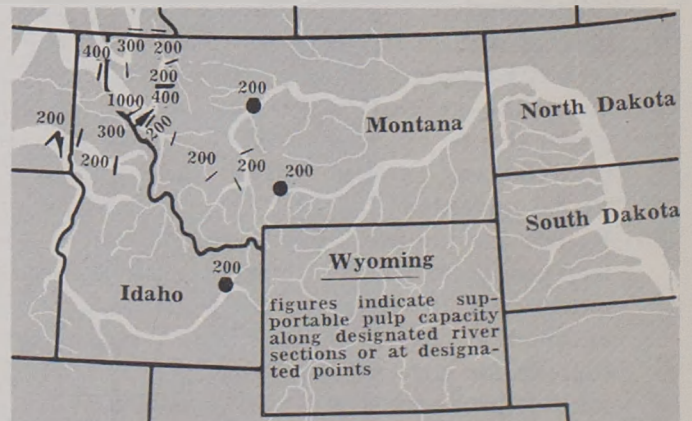 400 300 200
200
1000 400
200
200
300
200
200
200
200
200
200
Montana
North Dakota
South Dakota
Idaho
Wyoming
figures indicate sup-
portable pulp capacity
along designated river
sections or at designa-
ted points